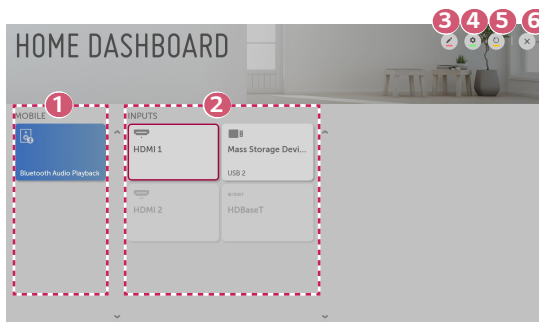 3 4 5 6
HOME DASHBOARD
1 2
MOBILE INPUTS
HDMI 1 Mass Storage Devi...
Bluetooth Audio Playback USB 2
HDMI 2 HDBaseT